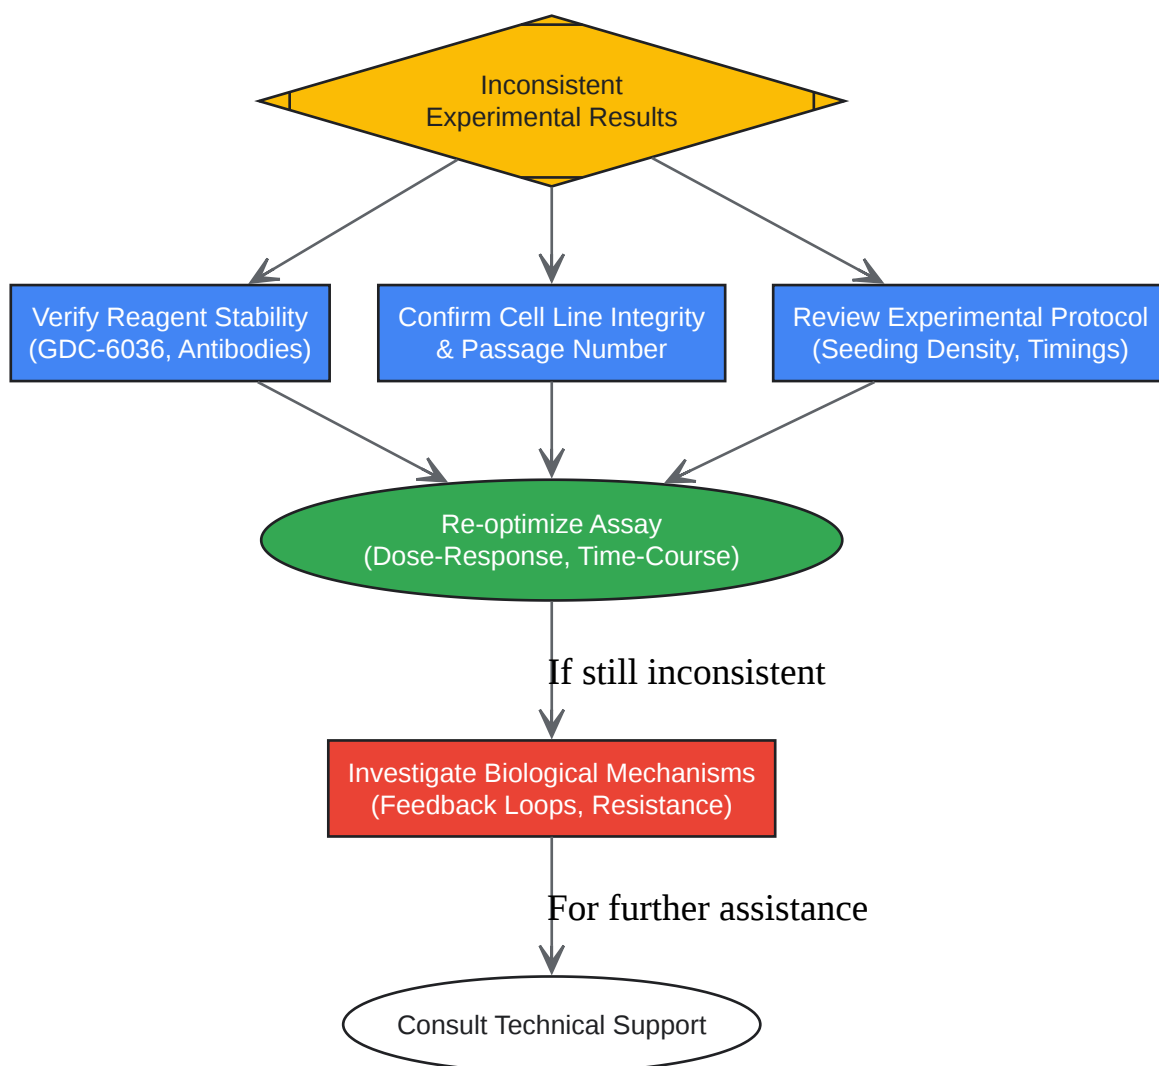 Inconsistent
Experimental Results
Verify Reagent Stability
(GDC-6036, Antibodies)
Confirm Cell Line Integrity
& Passage Number
Review Experimental Protocol
(Seeding Density, Timings)
Re-optimize Assay
(Dose-Response, Time-Course)
If still inconsistent
Investigate Biological Mechanisms
(Feedback Loops, Resistance)
For further assistance
Consult Technical Support